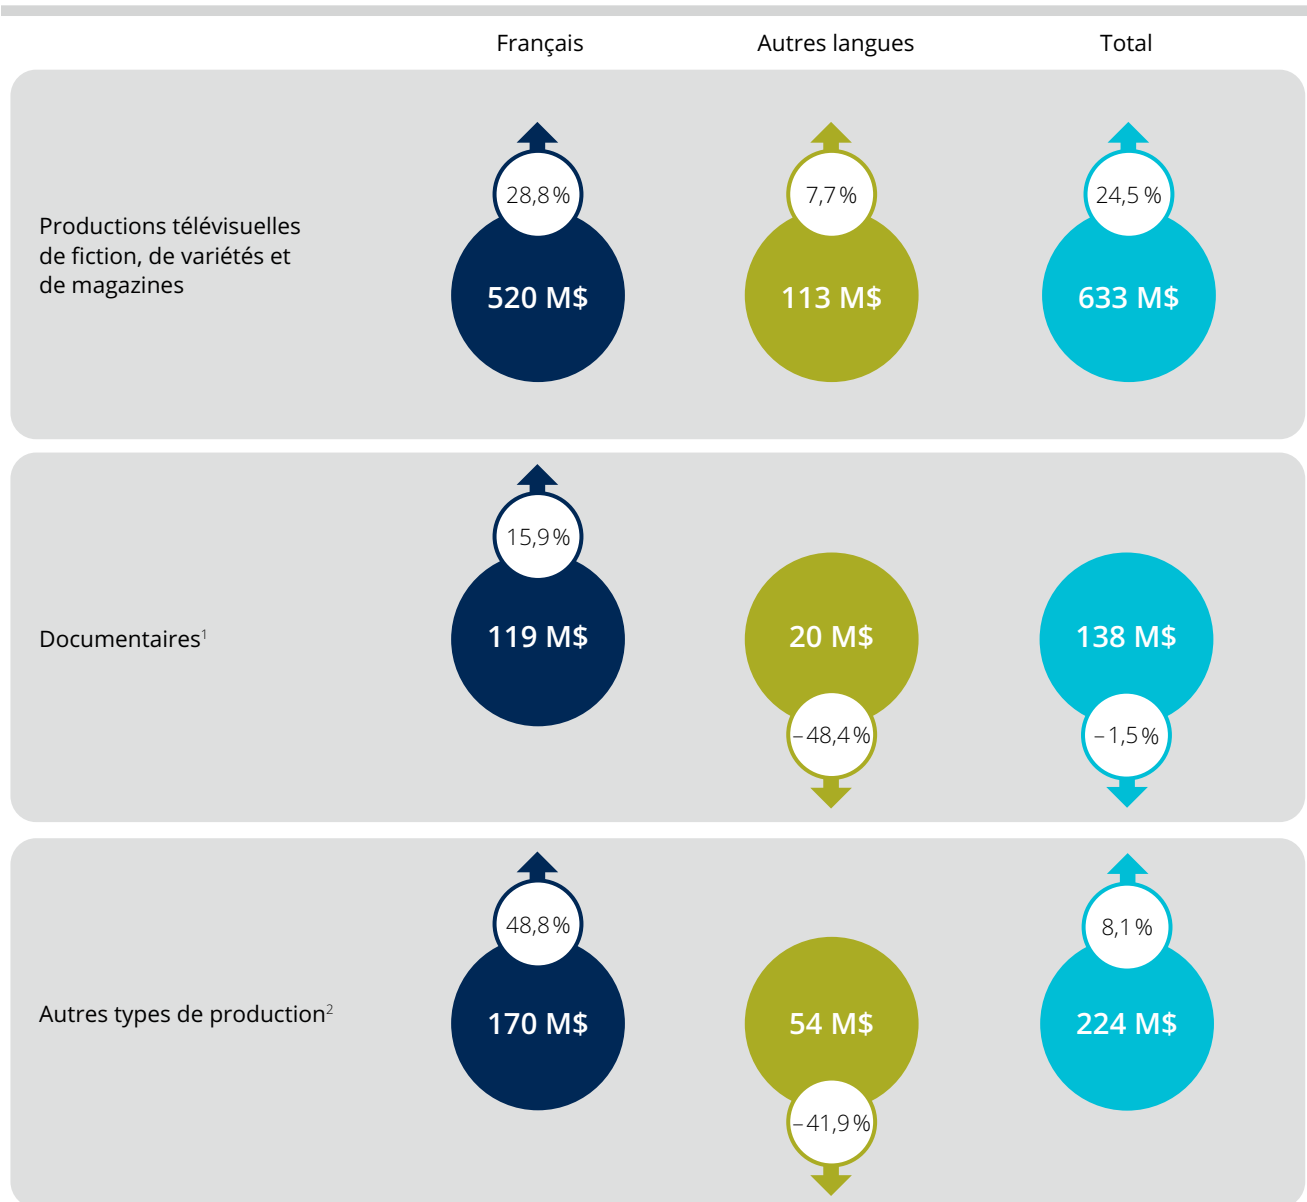 Français
Autres langues
Total
28,8 %
7,7 %
24,5 %
Productions télévisuelles
de fiction, de variétés et
de magazines
520 M$
113 M$
633 M$
15,9 %
Documentaires1
119 M$
20 M$
138 M$
– 48,4 %
– 1,5 %
48,8 %
8,1 %
Autres types de production2
170 M$
54 M$
224 M$
– 41,9 %